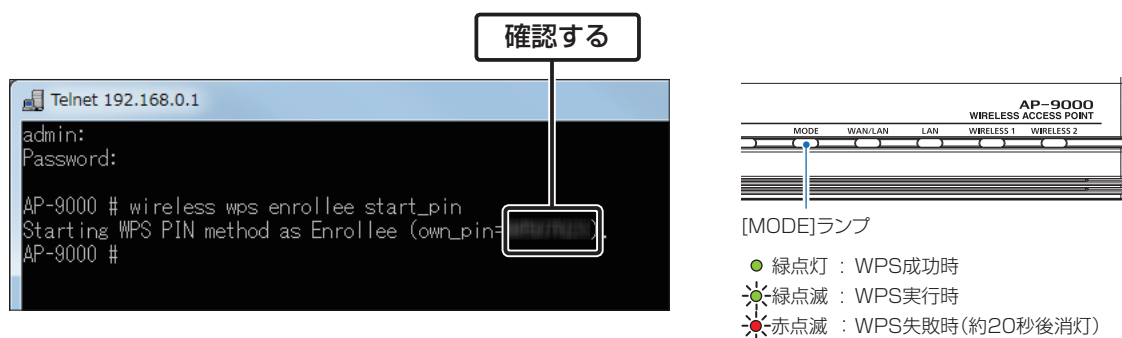 確認する
Telnet 192.168.0.1
admin:
Password:
AP-9000 # wireless wps enrollee start_pin
Starting WPS PIN method as Enrollee (own_pin= ).
AP-9000 #
AP-9000
WIRELESS ACCESS POINT
MODE WAN/LAN LAN WIRELESS 1 WIRELESS 2
[MODE]ランプ
緑点灯 : WPS成功時
緑点滅 : WPS実行時
赤点滅 : WPS失敗時(約20秒後消灯)